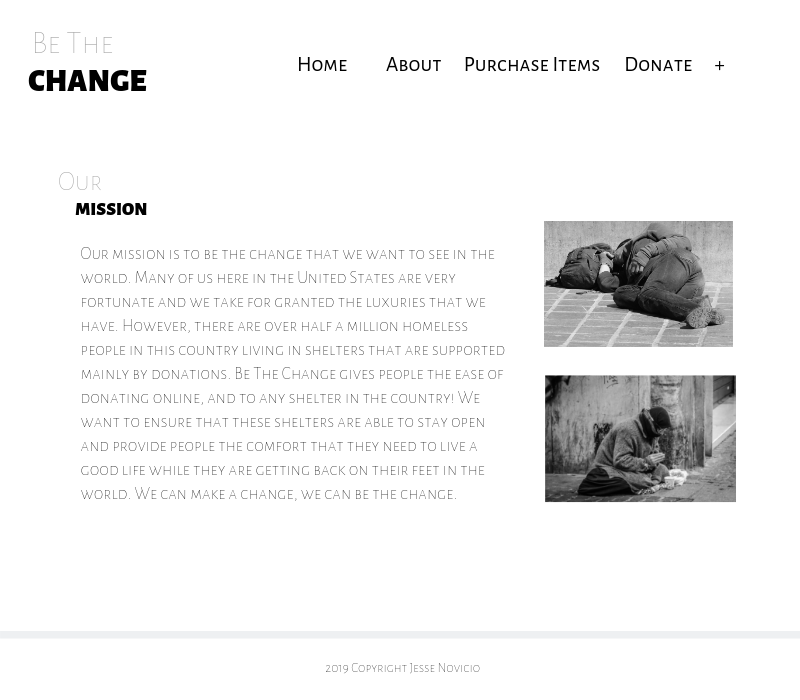 Be The
CHANGE
Home About Purchase Items Donate +
Our
MISSION
Our mission is to be the change that we want to see in the
world. Many of us here in the United States are very
fortunate and we take for granted the luxuries that we
have. However, there are over half a million homeless
people in this country living in shelters that are supported
mainly by donations. Be The Change gives people the ease of
donating online, and to any shelter in the country! We
want to ensure that these shelters are able to stay open
and provide people the comfort that they need to live a
good life while they are getting back on their feet in the
world. We can make a change, we can be the change.
2019 Copyright Jesse Novicio